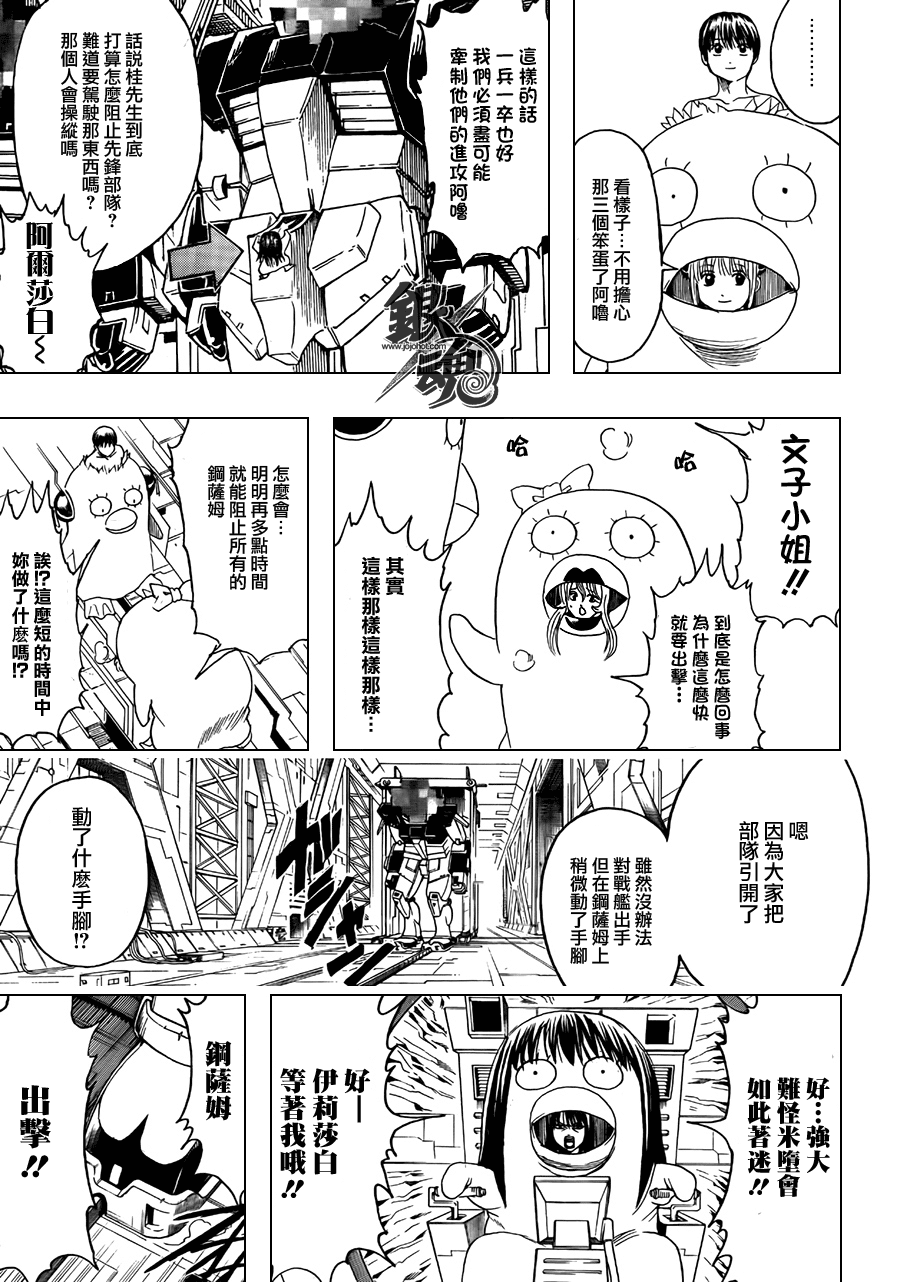 ………
看樣子…不用擔心
那三個笨蛋了阿嚕
這樣的話
一兵一卒也好
我們必須盡可能
牽制他們的進攻阿嚕
話説桂先生到底
打算怎麼阻止先鋒部隊?
難道要駕駛那東西嗎?
那個人會操縱嗎
阿爾莎白～
銀魂
www.jojohot.com
文子小姐!!
到底是怎麼回事
為什麼這麼快
就要出擊…
哈
哈
其實
這樣那樣這樣那樣…
怎麼會…
明明再多點時間
就能阻止所有的
鋼薩姆
誒!?這麼短的時間中
妳做了什麽嗎!?
嗯
因為大家把
部隊引開了
雖然沒辦法
對戰艦出手
但在鋼薩姆上
稍微動了手腳
動了什麽手腳!?
好…強大
難怪米墮會
如此著迷!!
好—
伊莉莎白
等著我哦!!
鋼薩姆
出擊!!